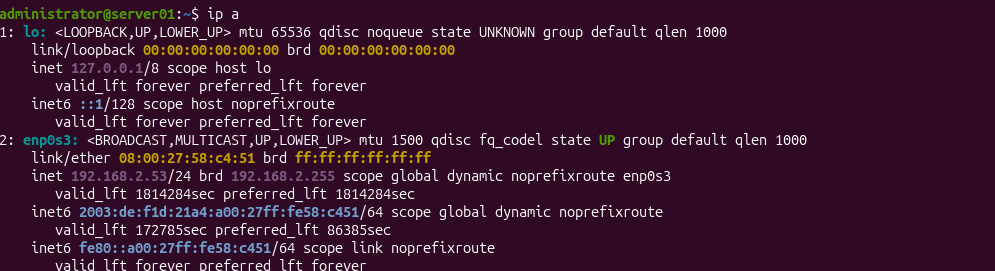 administrator@server01:~$ ip a
1: lo: <LOOPBACK,UP,LOWER_UP> mtu 65536 qdisc noqueue state UNKNOWN group default qlen 1000
    link/loopback 00:00:00:00:00:00 brd 00:00:00:00:00:00
    inet 127.0.0.1/8 scope host lo
       valid_lft forever preferred_lft forever
    inet6 ::1/128 scope host noprefixroute
       valid_lft forever preferred_lft forever
2: enp0s3: <BROADCAST,MULTICAST,UP,LOWER_UP> mtu 1500 qdisc fq_codel state UP group default qlen 1000
    link/ether 08:00:27:58:c4:51 brd ff:ff:ff:ff:ff:ff
    inet 192.168.2.53/24 brd 192.168.2.255 scope global dynamic noprefixroute enp0s3
       valid_lft 1814284sec preferred_lft 1814284sec
    inet6 2003:de:f1d:21a4:a00:27ff:fe58:c451/64 scope global dynamic noprefixroute
       valid_lft 172785sec preferred_lft 86385sec
    inet6 fe80::a00:27ff:fe58:c451/64 scope link noprefixroute
       valid_lft forever preferred_lft forever